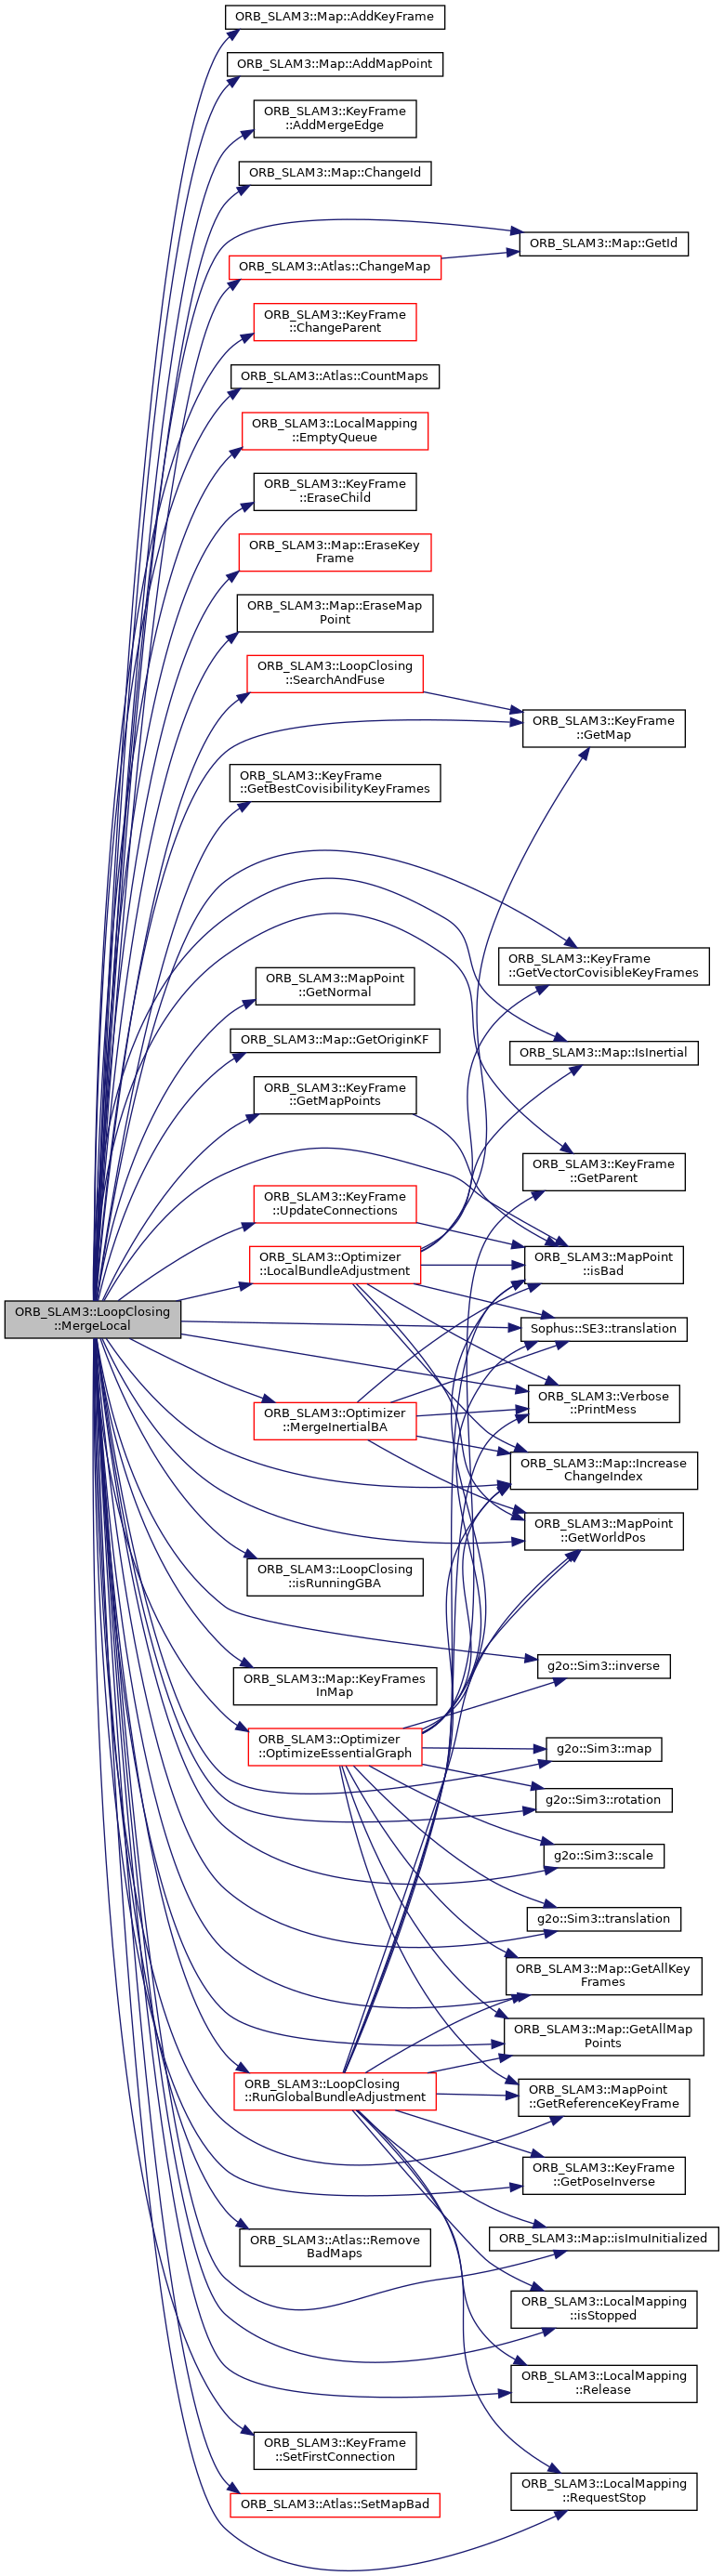 ORB_SLAM3::Map::AddKeyFrame
ORB_SLAM3::Map::AddMapPoint
ORB_SLAM3::KeyFrame
::AddMergeEdge
ORB_SLAM3::Map::ChangeId
ORB_SLAM3::Map::GetId
ORB_SLAM3::Atlas::ChangeMap
ORB_SLAM3::KeyFrame
::ChangeParent
ORB_SLAM3::Atlas::CountMaps
ORB_SLAM3::LocalMapping
::EmptyQueue
ORB_SLAM3::KeyFrame
::EraseChild
ORB_SLAM3::Map::EraseKey
Frame
ORB_SLAM3::Map::EraseMap
Point
ORB_SLAM3::LoopClosing
::SearchAndFuse
ORB_SLAM3::KeyFrame
::GetMap
ORB_SLAM3::KeyFrame
::GetBestCovisibilityKeyFrames
ORB_SLAM3::KeyFrame
::GetVectorCovisibleKeyFrames
ORB_SLAM3::MapPoint
::GetNormal
ORB_SLAM3::Map::GetOriginKF
ORB_SLAM3::Map::IsInertial
ORB_SLAM3::KeyFrame
::GetMapPoints
ORB_SLAM3::KeyFrame
::GetParent
ORB_SLAM3::KeyFrame
::UpdateConnections
ORB_SLAM3::Optimizer
::LocalBundleAdjustment
ORB_SLAM3::MapPoint
::isBad
ORB_SLAM3::LoopClosing
::MergeLocal
Sophus::SE3::translation
ORB_SLAM3::Verbose
::PrintMess
ORB_SLAM3::Optimizer
::MergeInertialBA
ORB_SLAM3::Map::Increase
ChangeIndex
ORB_SLAM3::MapPoint
::GetWorldPos
ORB_SLAM3::LoopClosing
::isRunningGBA
g2o::Sim3::inverse
ORB_SLAM3::Map::KeyFrames
InMap
ORB_SLAM3::Optimizer
::OptimizeEssentialGraph
g2o::Sim3::map
g2o::Sim3::rotation
g2o::Sim3::scale
g2o::Sim3::translation
ORB_SLAM3::Map::GetAllKey
Frames
ORB_SLAM3::Map::GetAllMap
Points
ORB_SLAM3::LoopClosing
::RunGlobalBundleAdjustment
ORB_SLAM3::MapPoint
::GetReferenceKeyFrame
ORB_SLAM3::KeyFrame
::GetPoseInverse
ORB_SLAM3::Map::isImuInitialized
ORB_SLAM3::Atlas::Remove
BadMaps
ORB_SLAM3::LocalMapping
::isStopped
ORB_SLAM3::LocalMapping
::Release
ORB_SLAM3::KeyFrame
::SetFirstConnection
ORB_SLAM3::LocalMapping
::RequestStop
ORB_SLAM3::Atlas::SetMapBad